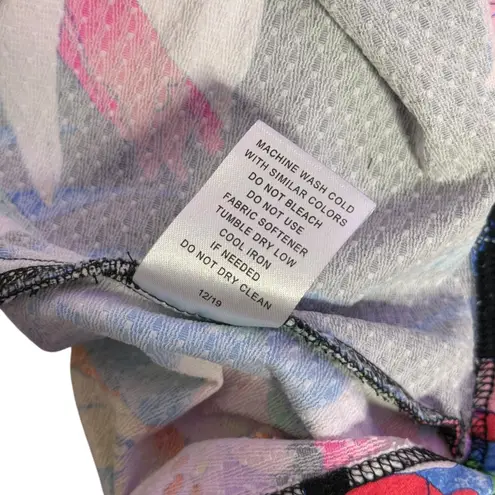 MACHINE WASH COLD
WITH SIMILAR COLORS
DO NOT BLEACH
DO NOT USE
FABRIC SOFTENER
TUMBLE DRY LOW
COOL IRON
IF NEEDED
DO NOT DRY CLEAN
12/19